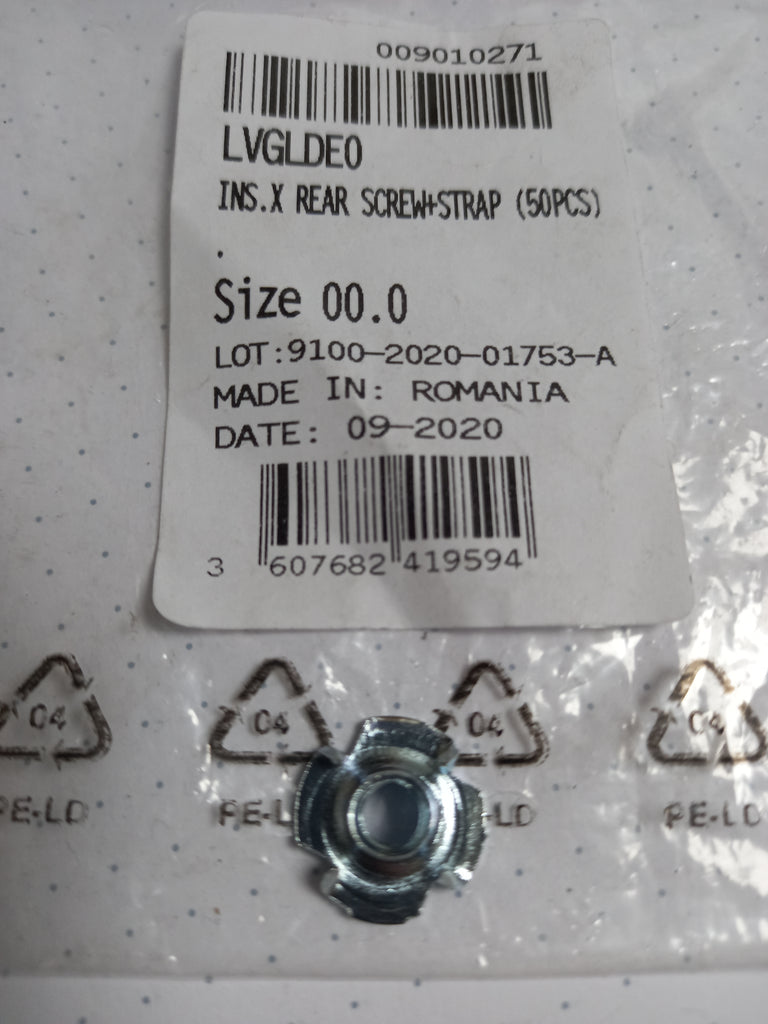 009010271
LVGLDE0
INS.X REAR SCREW+STRAP (50PCS)
.
Size 00.0
LOT:9100-2020-01753-A
MADE IN: ROMANIA
DATE: 09-2020
3 607682 419594
04 04 04 04
PE-LD PE-L -LD PE-LD